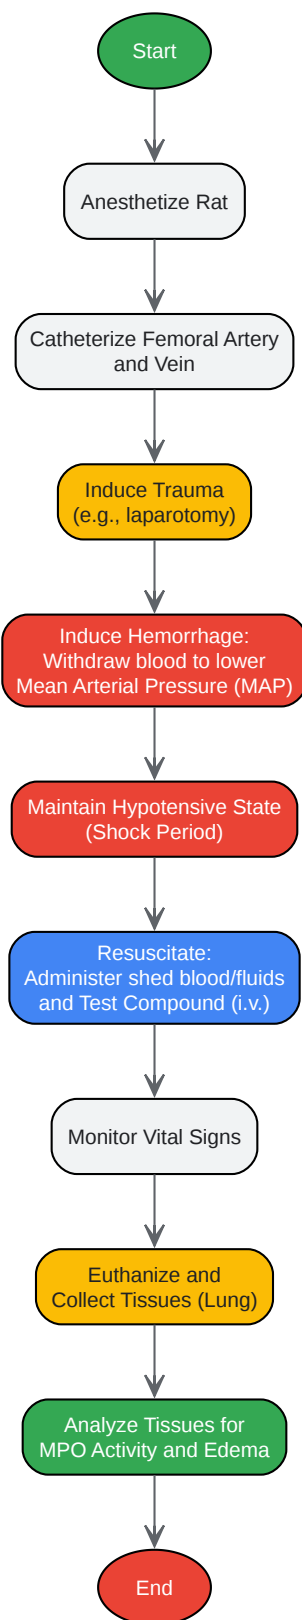 Start
Anesthetize Rat
Catheterize Femoral Artery
and Vein
Induce Trauma
(e.g., laparotomy)
Induce Hemorrhage:
Withdraw blood to lower
Mean Arterial Pressure (MAP)
Maintain Hypotensive State
(Shock Period)
Resuscitate:
Administer shed blood/fluids
and Test Compound (i.v.)
Monitor Vital Signs
Euthanize and
Collect Tissues (Lung)
Analyze Tissues for
MPO Activity and Edema
End